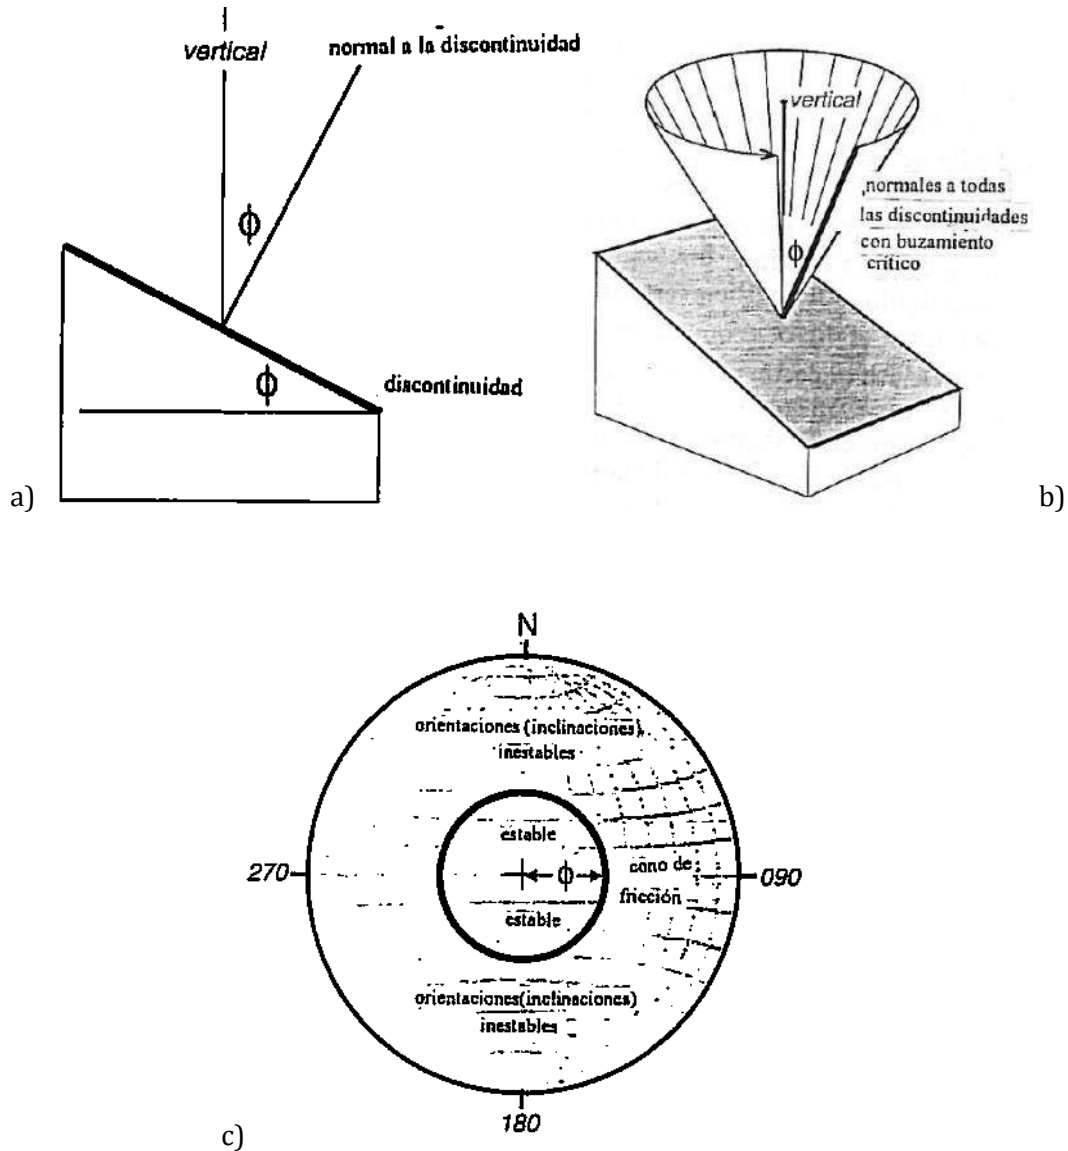 vertical
normal a la discontinuidad
ϕ
ϕ
discontinuidad
a)
vertical
normales a todas
las discontinuidades
con buzamiento
crítico
ϕ
b)
N
orientaciones (inclinaciones)
inestables
estable
270
ϕ
cono de
fricción
090
estable
orientaciones(inclinaciones)
inestables
180
c)